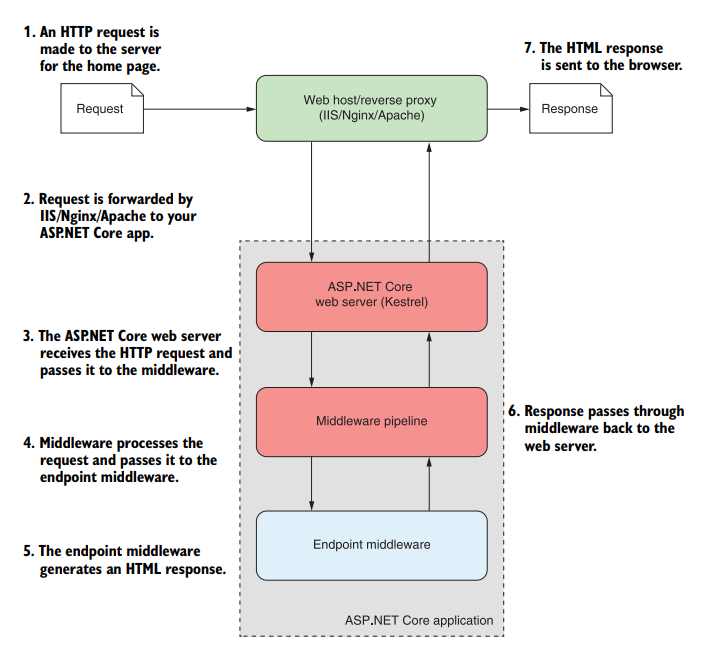 1. An HTTP request is
made to the server
for the home page.
7. The HTML response
is sent to the browser.
Request
Web host/reverse proxy
(IIS/Nginx/Apache)
Response
2. Request is forwarded by
IIS/Nginx/Apache to your
ASP.NET Core app.
ASP.NET Core
web server (Kestrel)
3. The ASP.NET Core web server
receives the HTTP request and
passes it to the middleware.
Middleware pipeline
6. Response passes through
middleware back to the
web server.
4. Middleware processes the
request and passes it to the
endpoint middleware.
Endpoint middleware
5. The endpoint middleware
generates an HTML response.
ASP.NET Core application